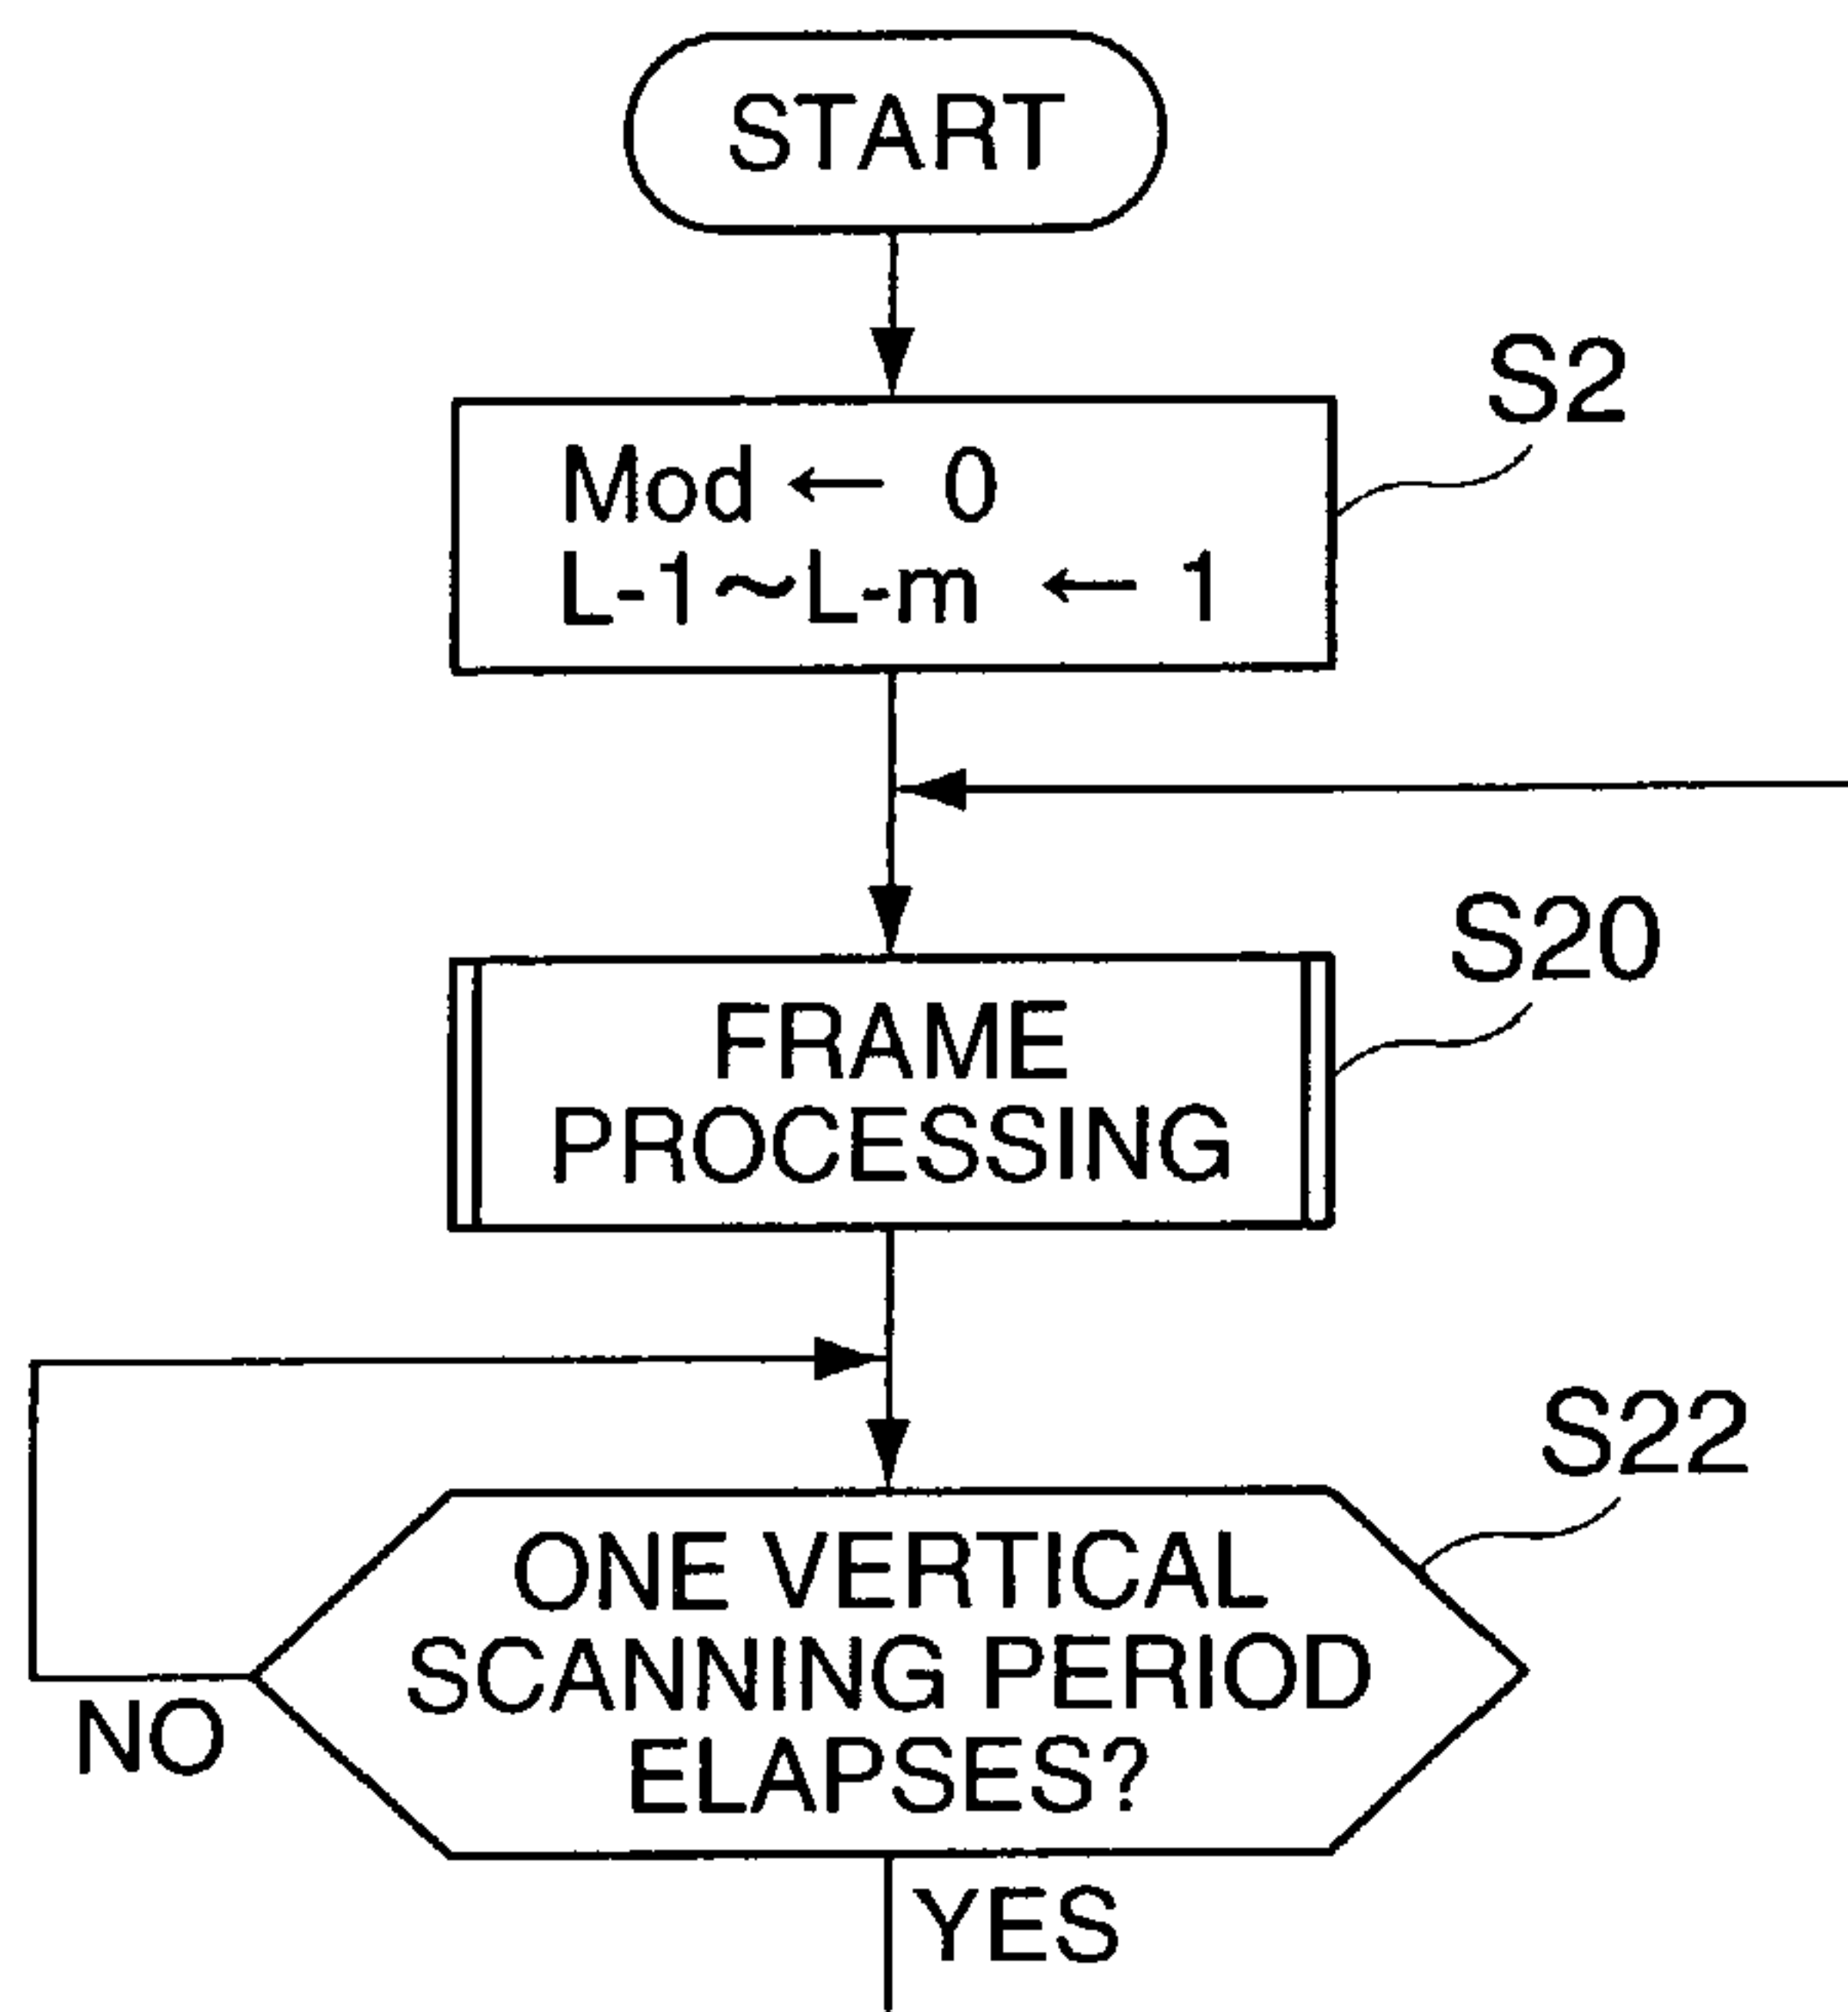 START
S2
Mod ← 0
L-1~L-m ← 1
S20
FRAME
PROCESSING
S22
ONE VERTICAL
SCANNING PERIOD
ELAPSES?
NO
YES